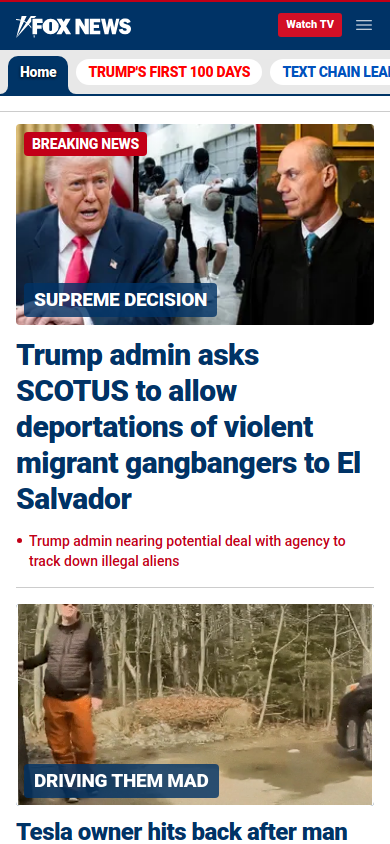 FOX NEWS
Watch TV
Home
TRUMP'S FIRST 100 DAYS
TEXT CHAIN
BREAKING NEWS
SUPREME DECISION
Trump admin asks
SCOTUS to allow
deportations of violent
migrant gangbangers to El
Salvador
• Trump admin nearing potential deal with agency to
track down illegal aliens
DRIVING THEM MAD
Tesla owner hits back after man